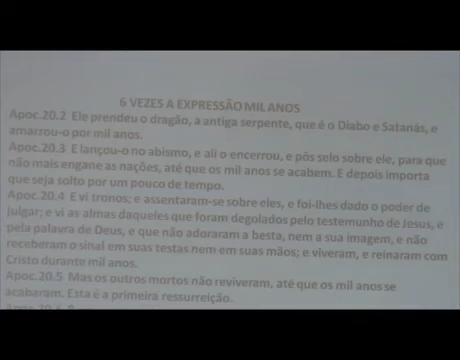 6 VEZES A EXPRESSÃO MIL ANOS
Apoc.20.2 Ele prendeu o dragão, a antiga serpente, que é o Diabo e Satanás, e
amarrou-o por mil anos.
Apoc.20.3 E lançou-o no abismo, e ali o encerrou, e pôs selo sobre ele, para que
não mais engane as nações, até que os mil anos se acabem. E depois importa
que seja solto por um pouco de tempo.
Apoc.20.4 E vi tronos; e assentaram-se sobre eles, e foi-lhes dado o poder de
julgar; e vi as almas daqueles que foram degolados pelo testemunho de Jesus, e
pela palavra de Deus, e que não adoraram a besta, nem a sua imagem, e não
receberam o sinal em suas testas nem em suas mãos; e viveram, e reinaram com
Cristo durante mil anos.
Apoc.20.5 Mas os outros mortos não reviveram, até que os mil anos se
acabaram. Esta é a primeira ressurreição.